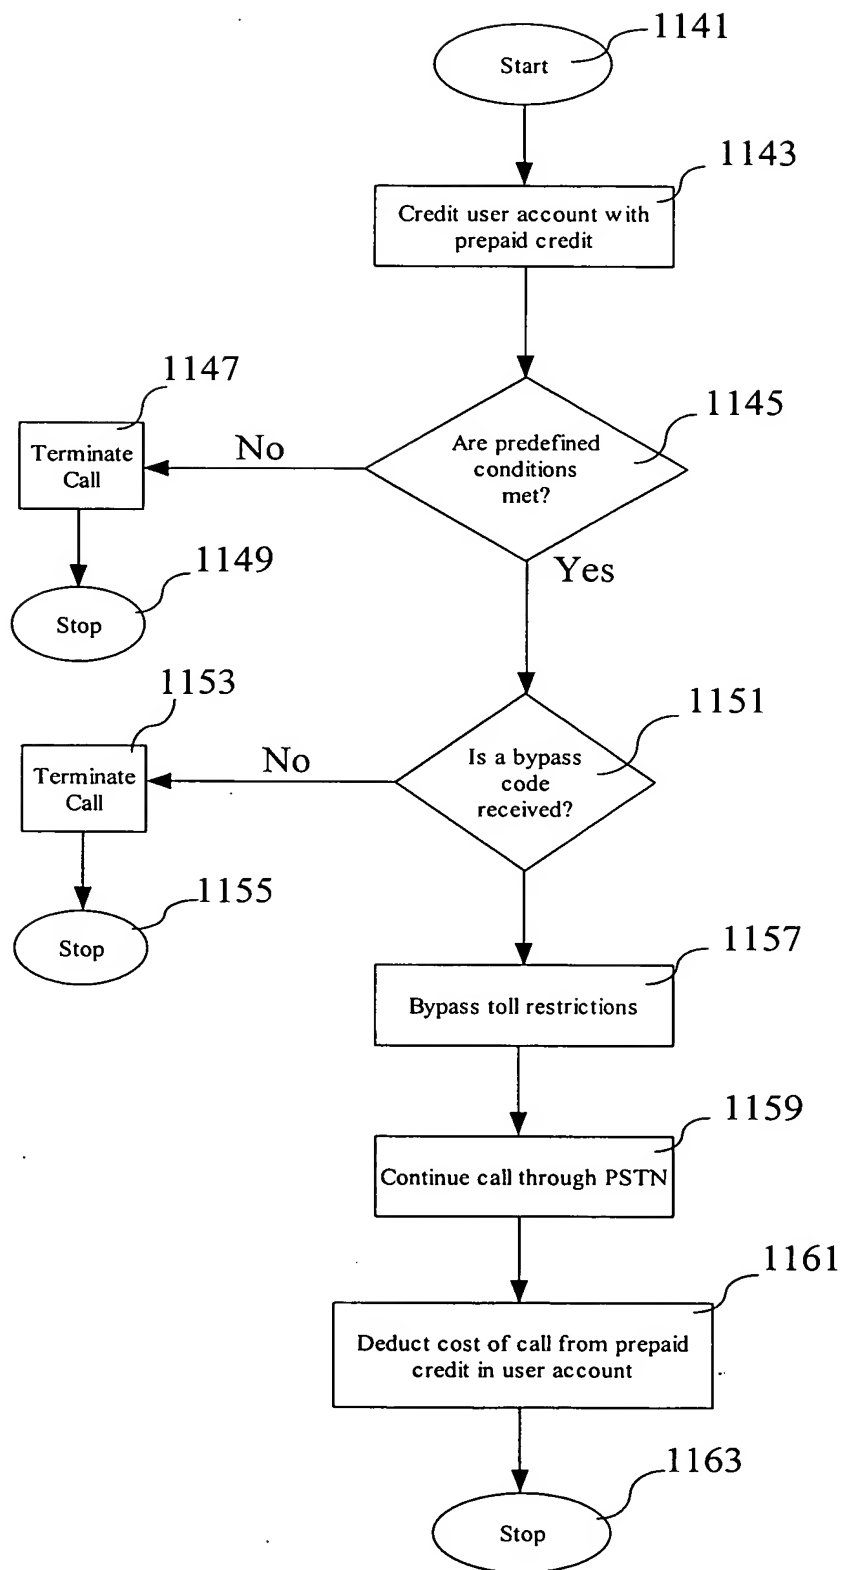 1141
Start
1143
Credit user account with
prepaid credit
1147
1145
Terminate
Call
No
Are predefined
conditions
met?
1149
Yes
Stop
1153
1151
Terminate
Call
No
Is a bypass
code
received?
1155
Stop
1157
Bypass toll restrictions
1159
Continue call through PSTN
1161
Deduct cost of call from prepaid
credit in user account
1163
Stop